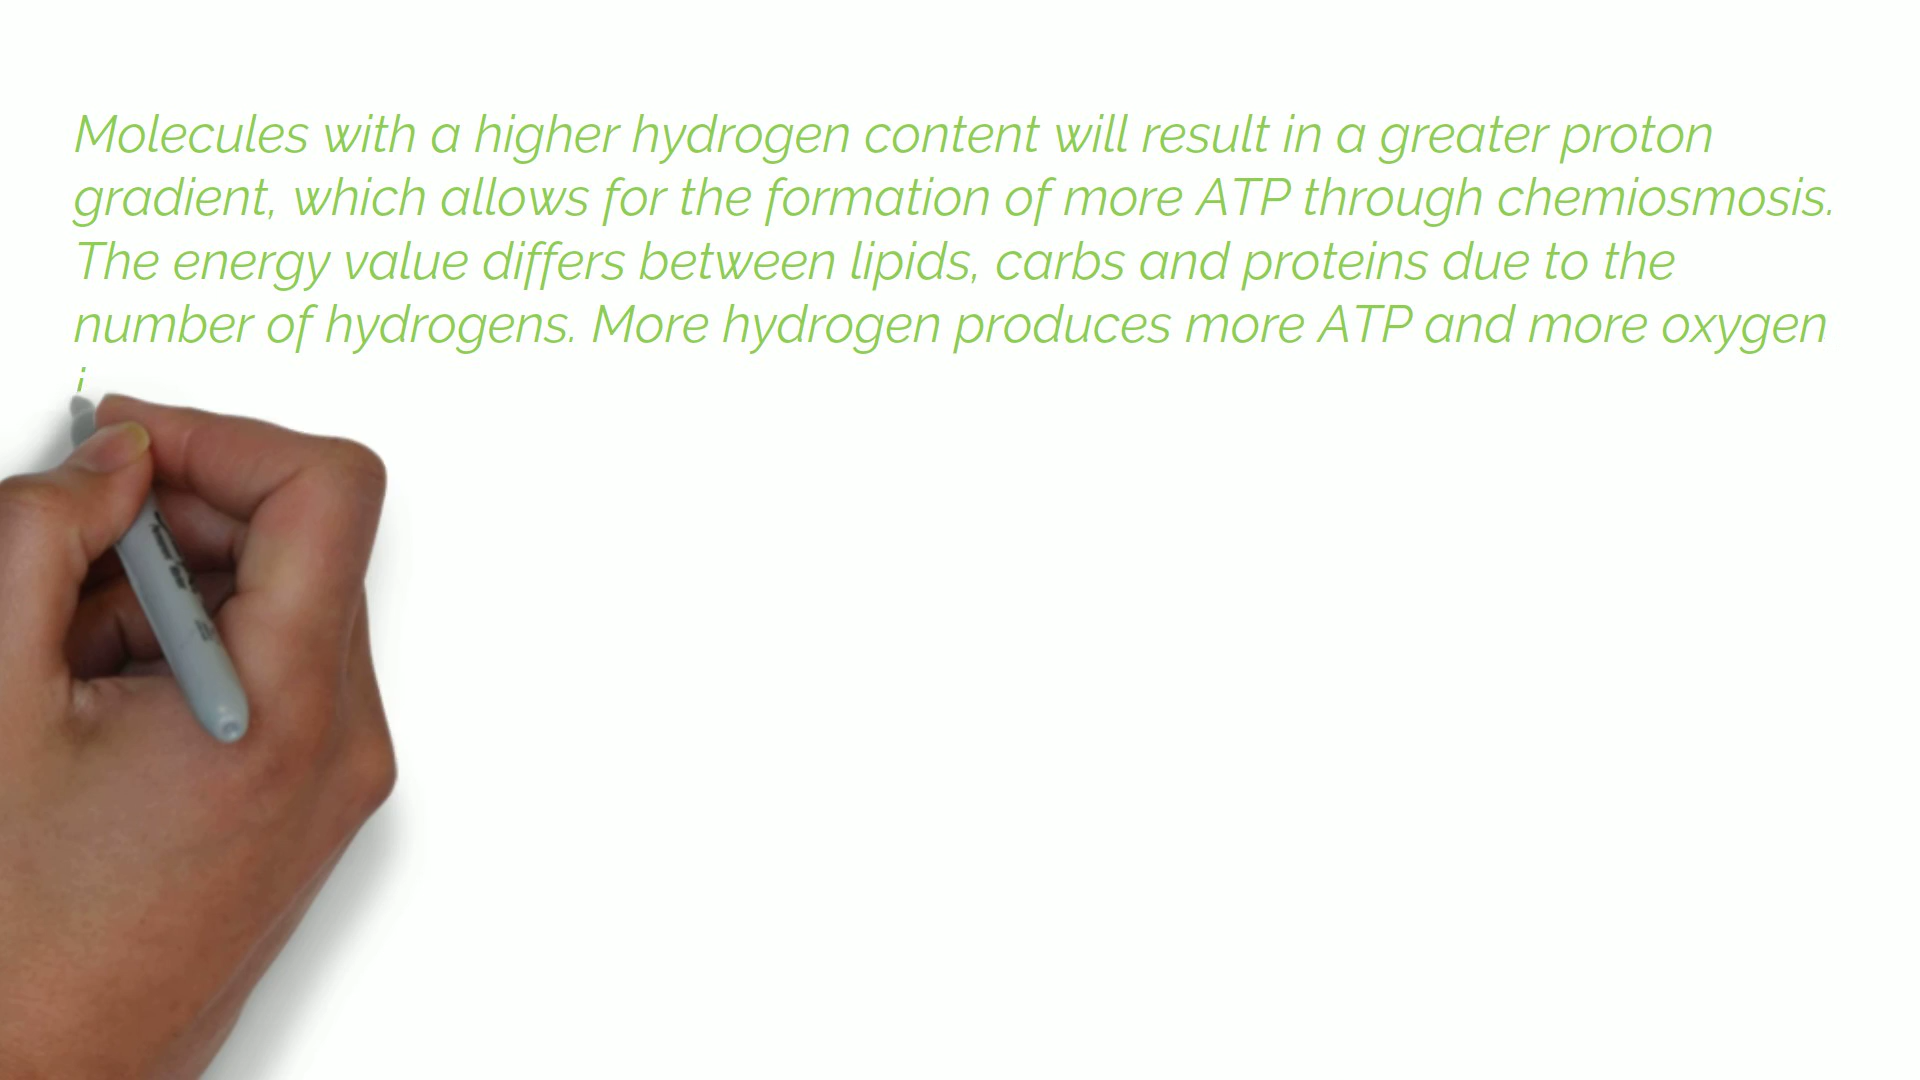 Molecules with a higher hydrogen content will result in a greater proton
gradient, which allows for the formation of more ATP through chemiosmosis.
The energy value differs between lipids, carbs and proteins due to the
number of hydrogens. More hydrogen produces more ATP and more oxygen
i